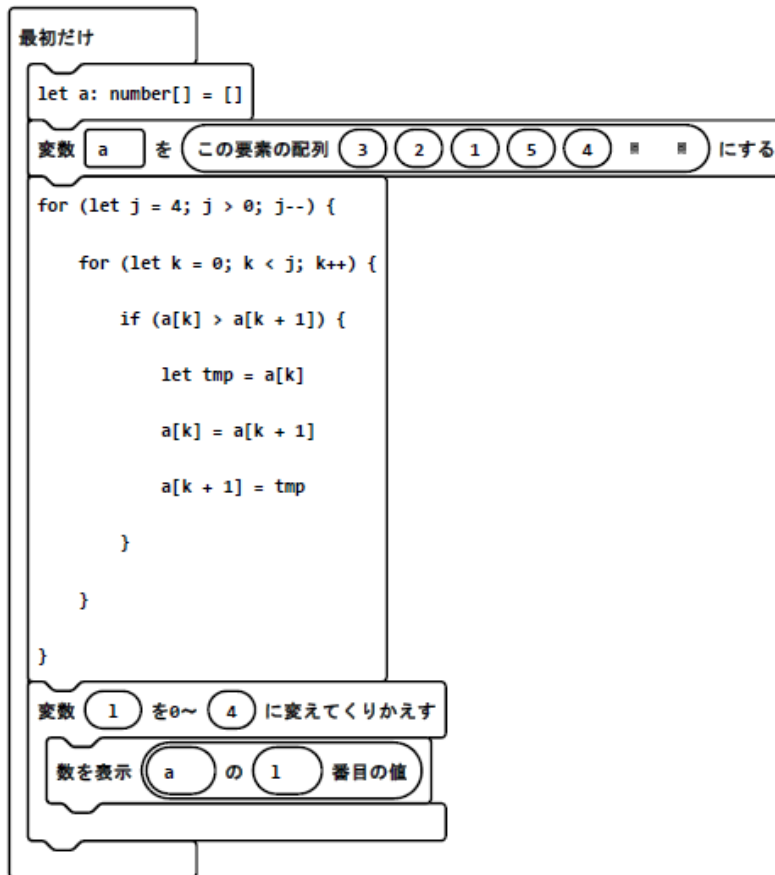 最初だけ
let a: number[] = []
変数 a を この要素の配列 3 2 1 5 4 にする
for (let j = 4; j > 0; j--) {
for (let k = 0; k < j; k++) {
if (a[k] > a[k + 1]) {
let tmp = a[k]
a[k] = a[k + 1]
a[k + 1] = tmp
}
}
}
変数 l を0～ 4 に変えてくりかえす
数を表示 a の l 番目の値